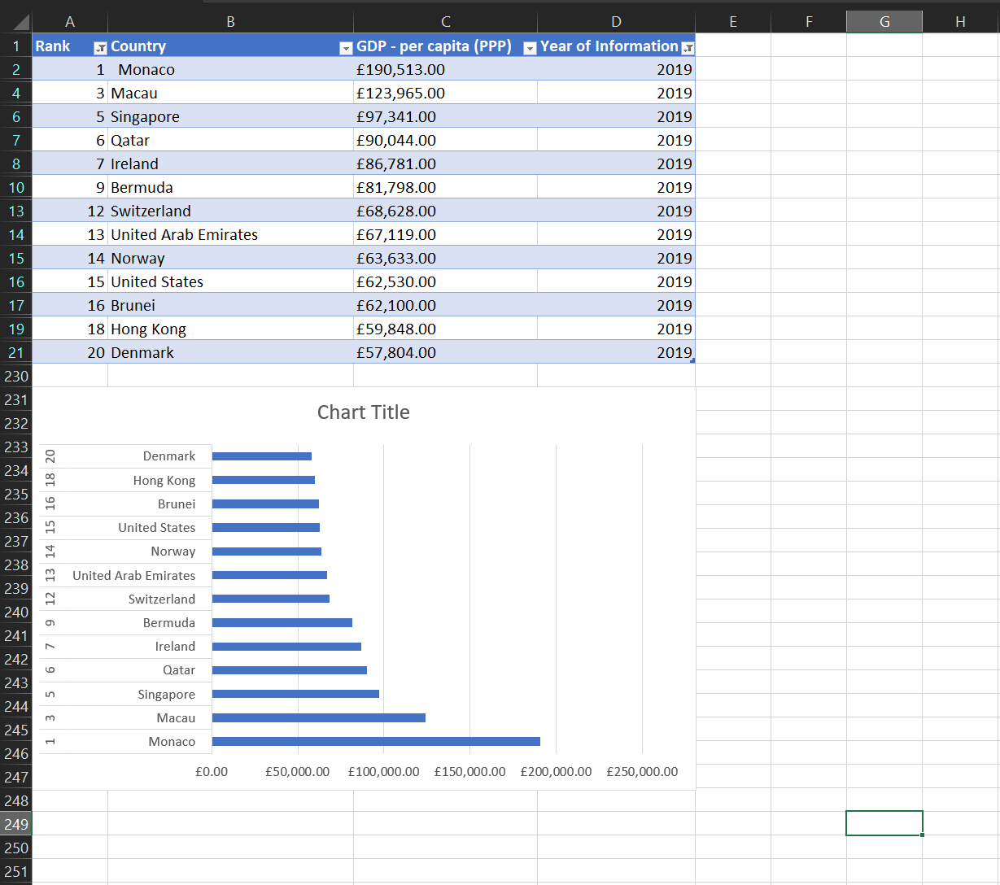 A B C D E F G H
1 Rank Country GDP - per capita (PPP) Year of Information
2 1 Monaco £190,513.00 2019
4 3 Macau £123,965.00 2019
6 5 Singapore £97,341.00 2019
7 6 Qatar £90,044.00 2019
8 7 Ireland £86,781.00 2019
10 9 Bermuda £81,798.00 2019
13 12 Switzerland £68,628.00 2019
14 13 United Arab Emirates £67,119.00 2019
15 14 Norway £63,633.00 2019
16 15 United States £62,530.00 2019
17 16 Brunei £62,100.00 2019
19 18 Hong Kong £59,848.00 2019
21 20 Denmark £57,804.00 2019
230
231
Chart Title
232
233
20 Denmark
234
18 Hong Kong
235
16 Brunei
236
15 United States
237
14 Norway
238
13 United Arab Emirates
239
12 Switzerland
240
9 Bermuda
241
7 Ireland
242
6 Qatar
243
5 Singapore
244
3 Macau
245
1 Monaco
246
247
£0.00 £50,000.00 £100,000.00 £150,000.00 £200,000.00 £250,000.00
248
249
250
251